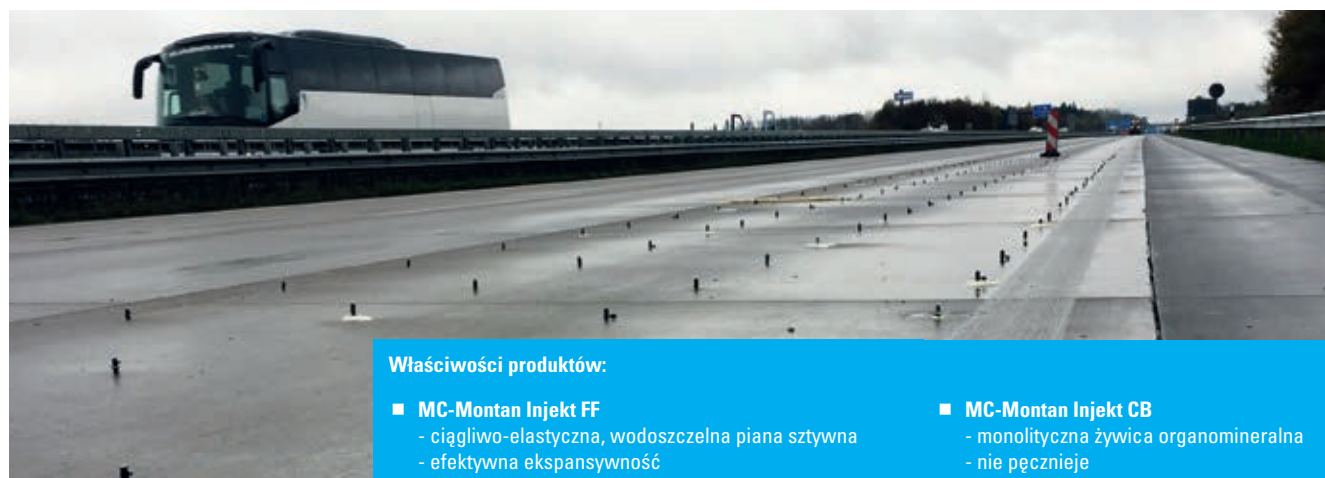 Właściwości produktów:
■ MC-Montan Injekt FF
- ciągliwo-elastyczna, wodoszczelna piana sztywna
- efektywna ekspansywność
■ MC-Montan Injekt CB
- monolityczna żywica organomineralna
- nie pęcznieje